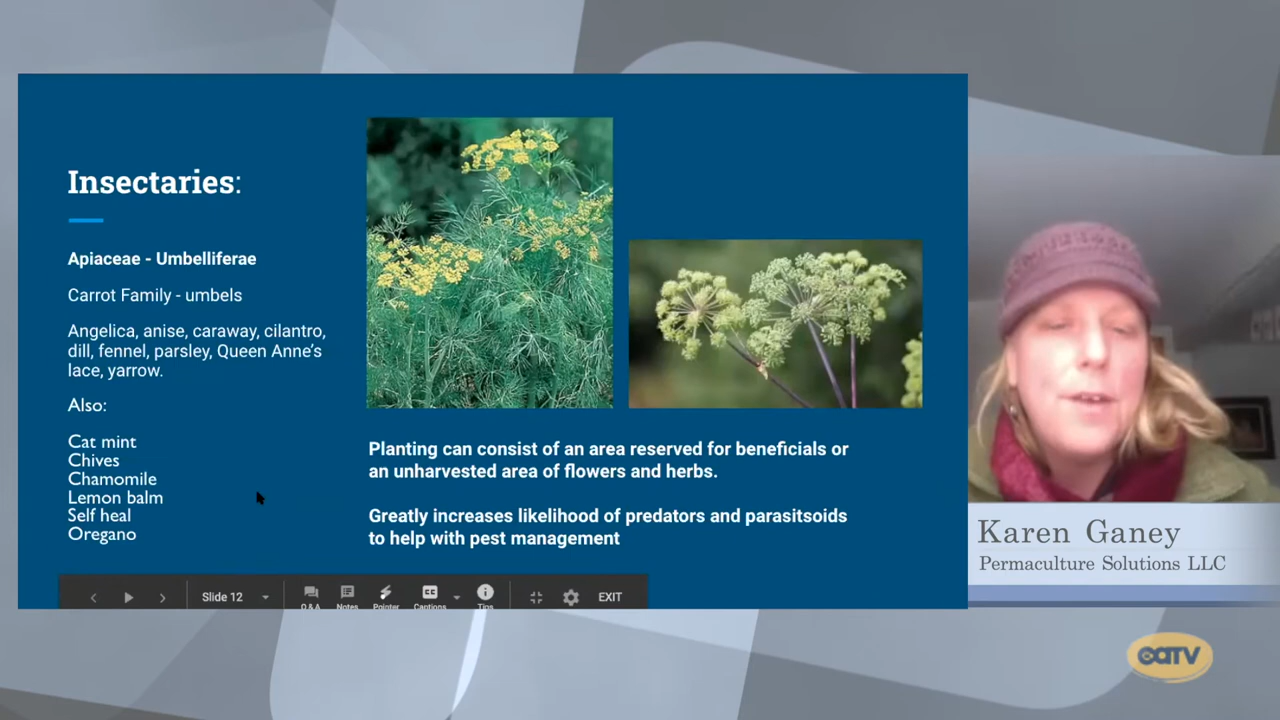 Insectaries:
Apiaceae - Umbelliferae
Carrot Family - umbels
Angelica, anise, caraway, cilantro,
dill, fennel, parsley, Queen Anne's
lace, yarrow.
Also:
Cat mint
Chives
Chamomile
Lemon balm
Self heal
Oregano
Planting can consist of an area reserved for beneficials or
an unharvested area of flowers and herbs.
Greatly increases likelihood of predators and parasitsoids
to help with pest management
Slide 12
Q & A
Notes
Pointer
CC
Captions
Tips
EXIT
Karen Ganey
Permaculture Solutions LLC
CATV